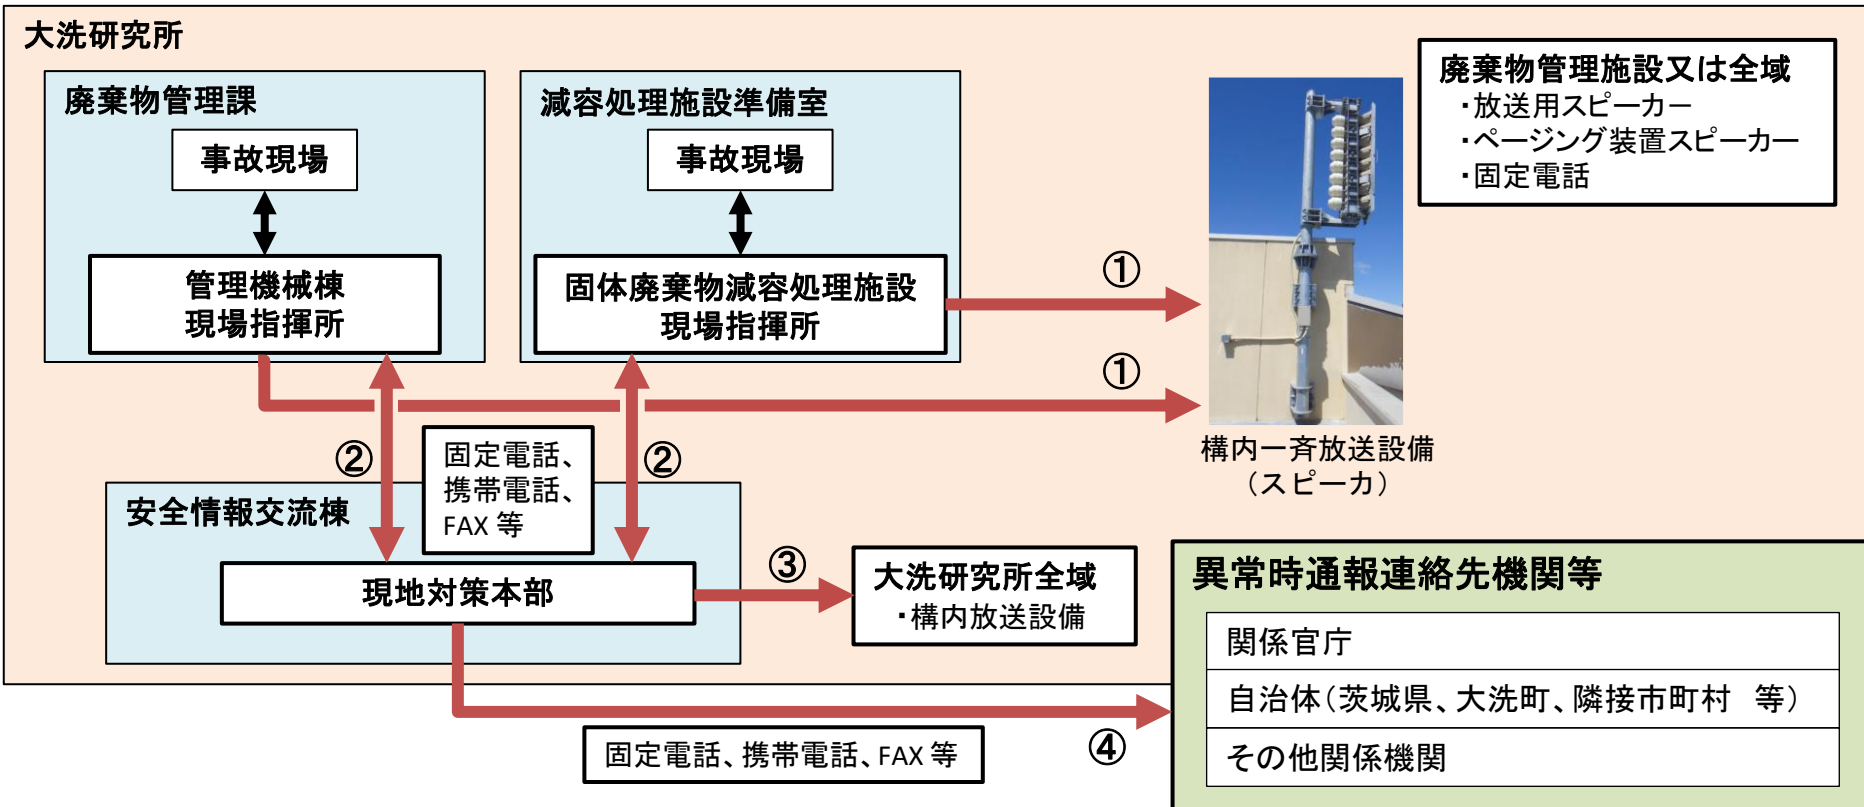 大洗研究所
廃棄物管理課
事故現場
管理機械棟
現場指揮所
減容処理施設準備室
事故現場
固体廃棄物減容処理施設
現場指揮所
①
①
廃棄物管理施設又は全域
・放送用スピーカー
・ページング装置スピーカー
・固定電話
構内一斉放送設備
（スピーカ）
②
固定電話、
携帯電話、
FAX 等
②
安全情報交流棟
現地対策本部
③
大洗研究所全域
・構内放送設備
異常時通報連絡先機関等
関係官庁
自治体（茨城県、大洗町、隣接市町村　等）
その他関係機関
固定電話、携帯電話、FAX 等
④